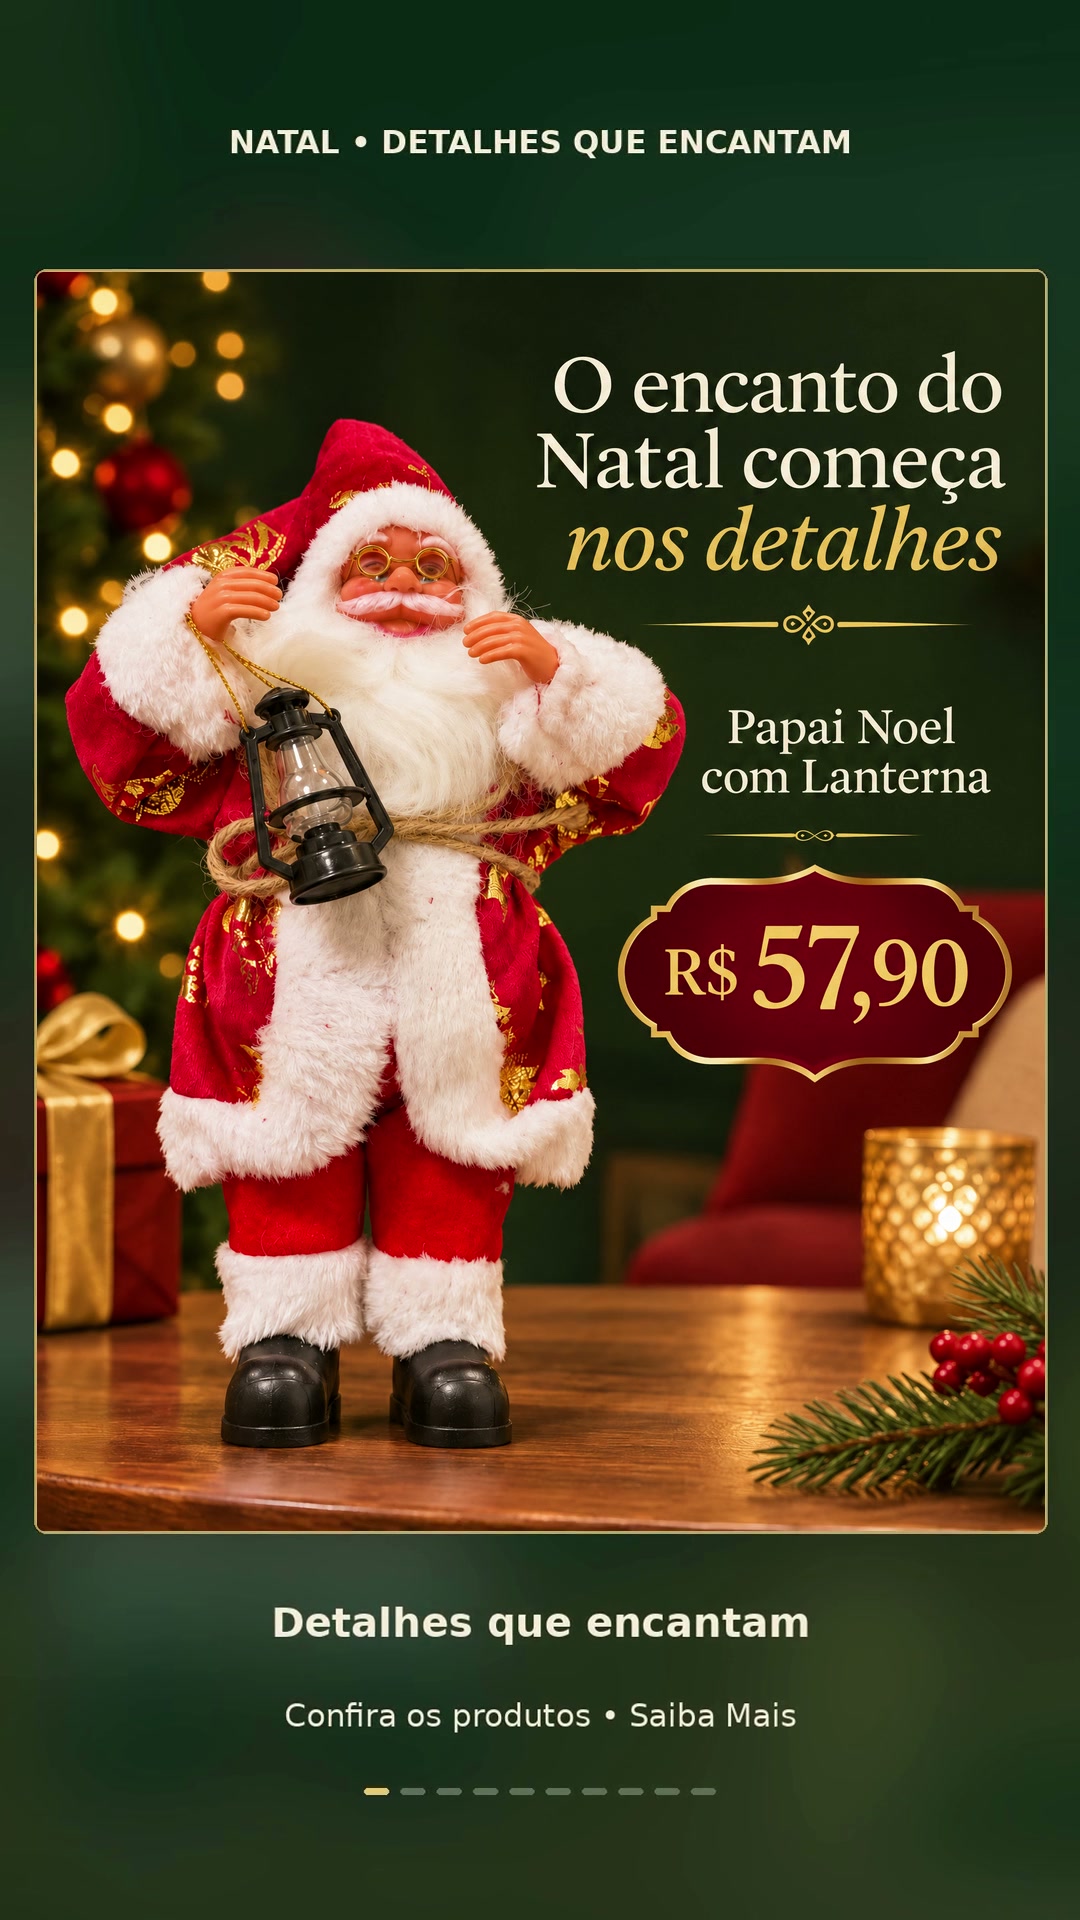 NATAL • DETALHES QUE ENCANTAM
O encanto do
Natal começa
nos detalhes
Papai Noel
com Lanterna
R$ 57,90
Detalhes que encantam
Confira os produtos • Saiba Mais